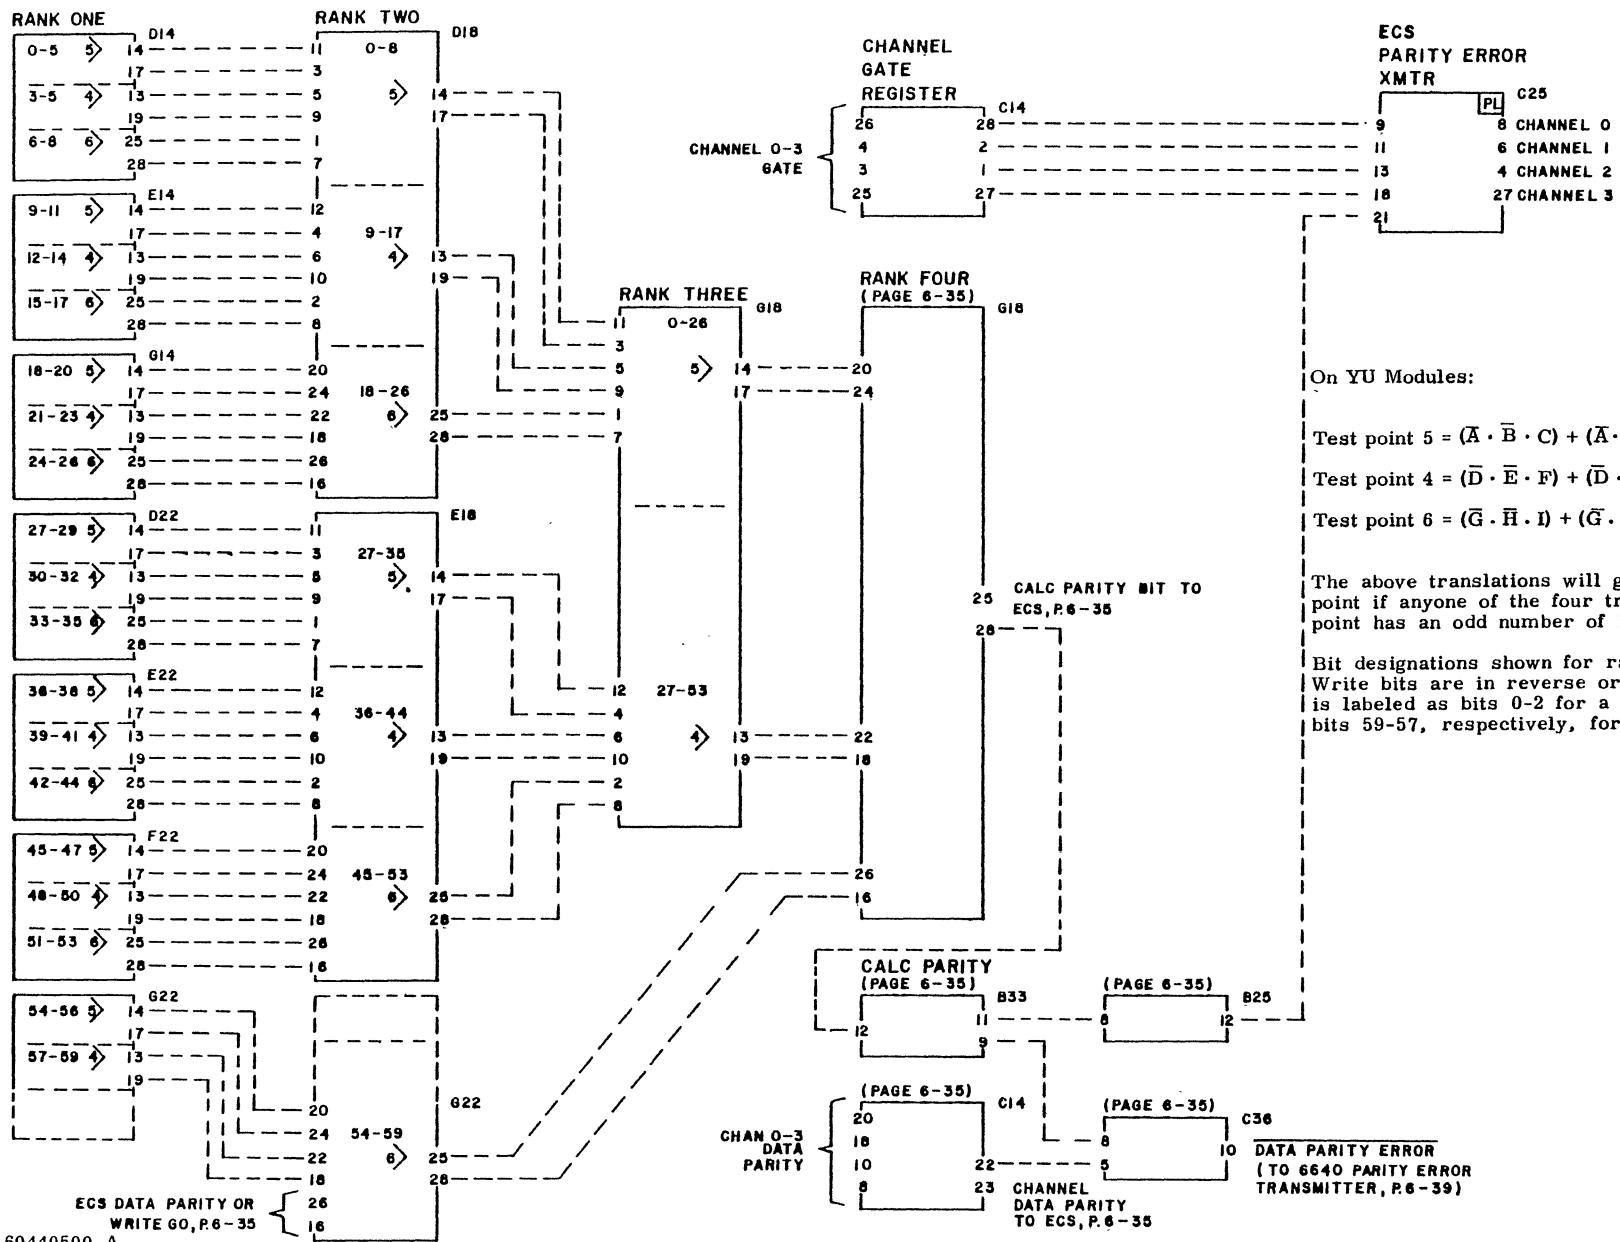 RANK ONE
D14
0-5 5 14
17
3-5 4 13
19
6-8 6 25
28
E14
9-11 5 14
17
12-14 4 13
19
15-17 6 25
28
G14
18-20 5 14
17
21-23 4 13
19
24-26 6 25
28
D22
27-29 5 14
17
30-32 4 13
19
33-35 6 25
28
E22
36-38 5 14
17
39-41 4 13
19
42-44 6 25
28
F22
45-47 5 14
17
48-50 4 13
19
51-53 6 25
28
G22
54-56 5 14
17
57-59 4 13
19
RANK TWO
D18
11 0-8
3
5 5 14
9 17
1
7
12
4 9-17
6 4 13
10 19
2
8
20
24 18-26
22 6 25
18 28
26
16
E18
11
3 27-35
5 5 14
9 17
1
7
12
4 36-44
6 4 13
10 19
2
8
20
24 45-53
22 6 25
18 28
26
16
G22
20
24 54-59
22 6 25
18 28
26
16
ECS DATA PARITY OR
WRITE GO, P.6-35
RANK THREE
G18
11 0-26
3
5 5 14
9 17
1
7
12 27-53
4
6 4 13
10 19
2
8
CHANNEL
GATE
REGISTER
C14
CHANNEL 0-3
GATE
26 28
4 2
3 1
25 27
RANK FOUR
(PAGE 6-35)
G18
20
24
25
28
22
18
26
16
CALC PARITY BIT TO
ECS, P.6-35
CALC PARITY
(PAGE 6-35)
B33
12 11
9
(PAGE 6-35)
B25
8 12
(PAGE 6-35)
C14
CHAN 0-3
DATA
PARITY
20
18
10 22
8 23
CHANNEL
DATA PARITY
TO ECS, P.6-35
(PAGE 6-35)
C36
8
5
10 DATA PARITY ERROR
(TO 6640 PARITY ERROR
TRANSMITTER, P.6-39)
ECS
PARITY ERROR
XMTR
C25
PL
9 8 CHANNEL 0
11 6 CHANNEL 1
13 4 CHANNEL 2
18 27 CHANNEL 3
21
On YU Modules:
Test point 5 = (A̅ · B̅ · C) + (A̅ ·
Test point 4 = (D̅ · E̅ · F) + (D̅ ·
Test point 6 = (G̅ · H̅ · I) + (G̅ ·
The above translations will g
point if anyone of the four tr
point has an odd number of
Bit designations shown for ra
Write bits are in reverse or
is labeled as bits 0-2 for a
bits 59-57, respectively, for
60440500 A